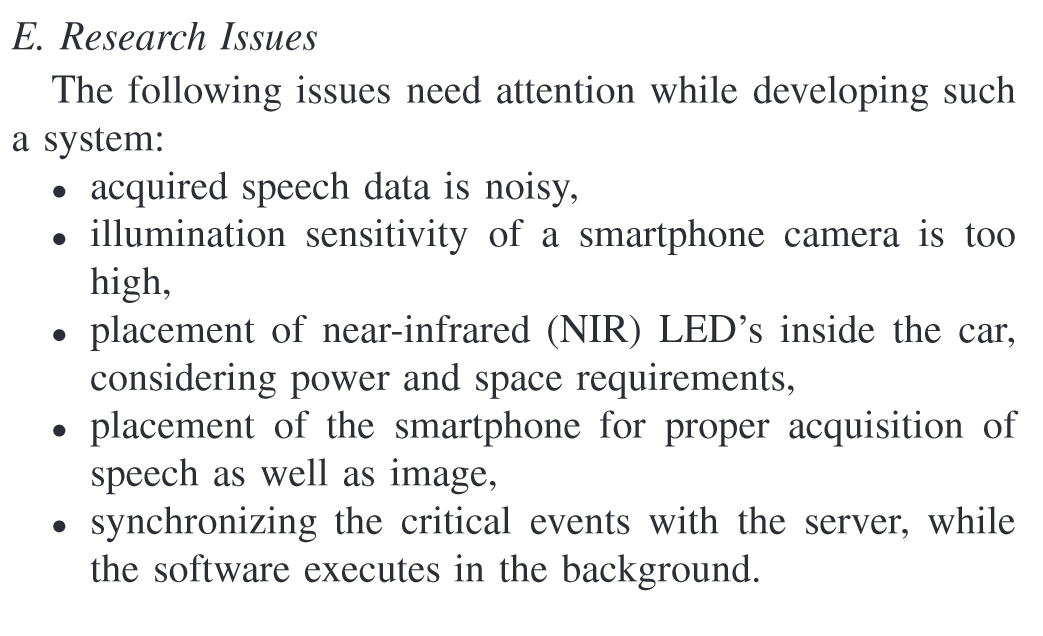 E. Research Issues
The following issues need attention while developing such
a system:
• acquired speech data is noisy,
• illumination sensitivity of a smartphone camera is too
high,
• placement of near-infrared (NIR) LED’s inside the car,
considering power and space requirements,
• placement of the smartphone for proper acquisition of
speech as well as image,
• synchronizing the critical events with the server, while
the software executes in the background.